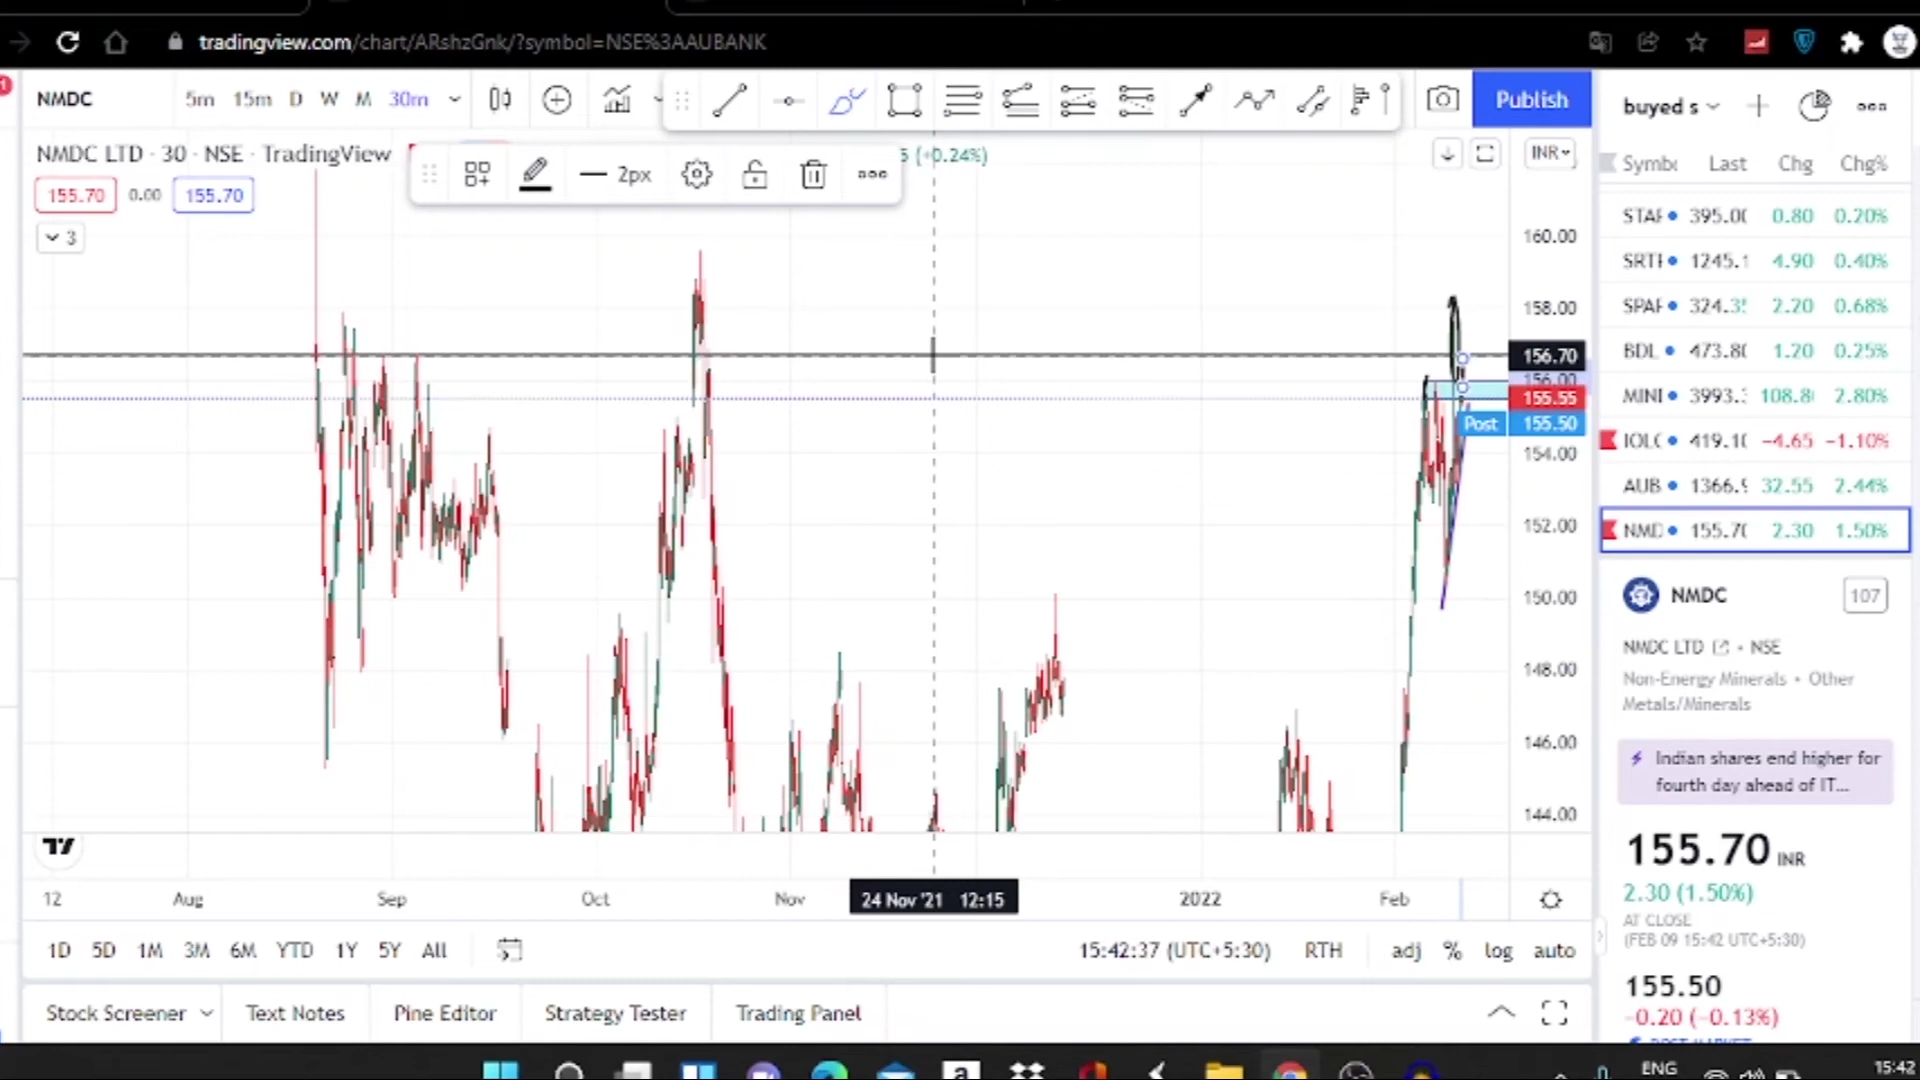 tradingview.com/chart/ARshzGnk/?symbol=NSE%3AAUBANK
1
NMDC 5m 15m D W M 30m Publish buyed s
NMDC LTD · 30 · NSE · TradingView 5 (+0.24%) INR
2px
155.70 0.00 155.70
3
Symb Last Chg Chg%
395.00 0.80 0.20%
1245.1 4.90 0.40%
324.35 2.20 0.68%
BDL 473.80 1.20 0.25%
MINI 3993. 108.8 2.80%
419.10 −4.65 −1.10%
AUB 1366.9 32.55 2.44%
NMD 155.70 2.30 1.50%
160.00
158.00
156.70
156.00
155.55
Post 155.50
154.00
152.00
150.00
148.00
146.00
144.00
NMDC 107
NMDC LTD · NSE
Non-Energy Minerals • Other
Metals/Minerals
Indian shares end higher for
fourth day ahead of IT...
155.70 INR
2.30 (1.50%)
AT CLOSE
(FEB 09 15:42 UTC+5:30)
155.50
−0.20 (−0.13%)
POST-MARKET
12 Aug Sep Oct Nov 24 Nov '21 12:15 2022 Feb
1D 5D 1M 3M 6M YTD 1Y 5Y All 15:42:37 (UTC+5:30) RTH adj % log auto
Stock Screener Text Notes Pine Editor Strategy Tester Trading Panel
ENG 15:42